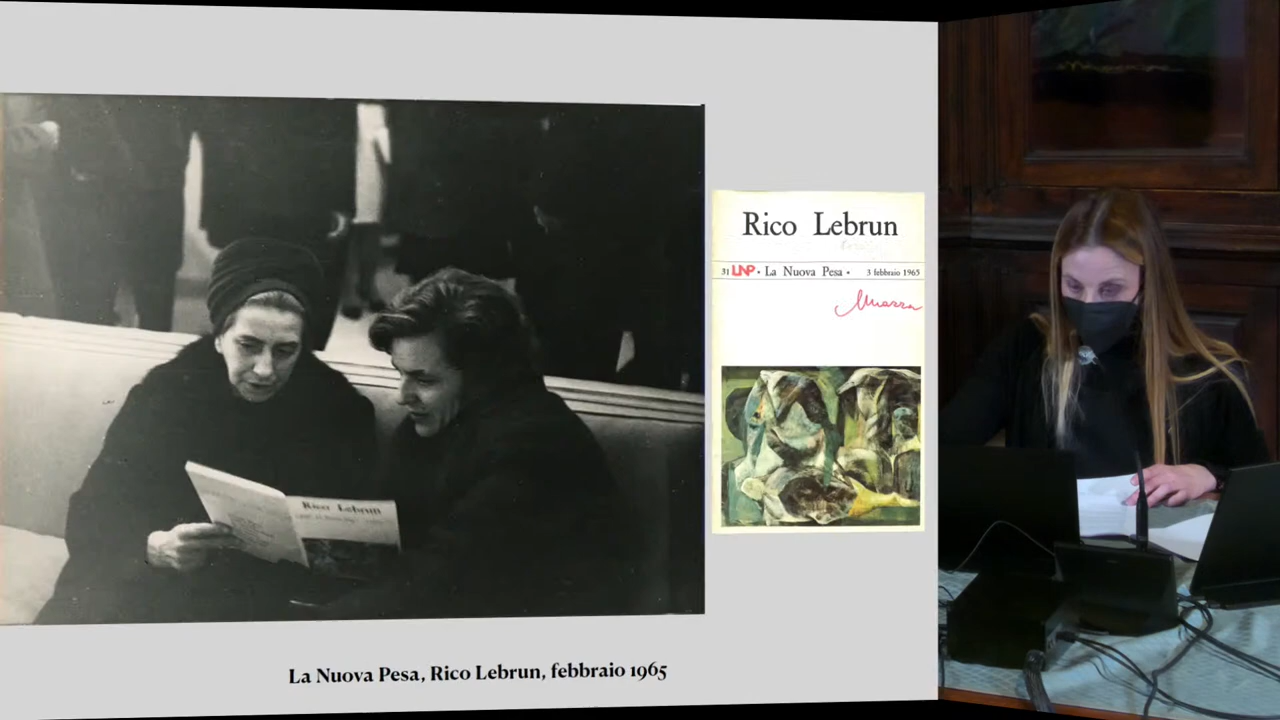 Rico Lebrun
Rico Lebrun
31 LNP • La Nuova Pesa • 3 febbraio 1965
La Nuova Pesa, Rico Lebrun, febbraio 1965